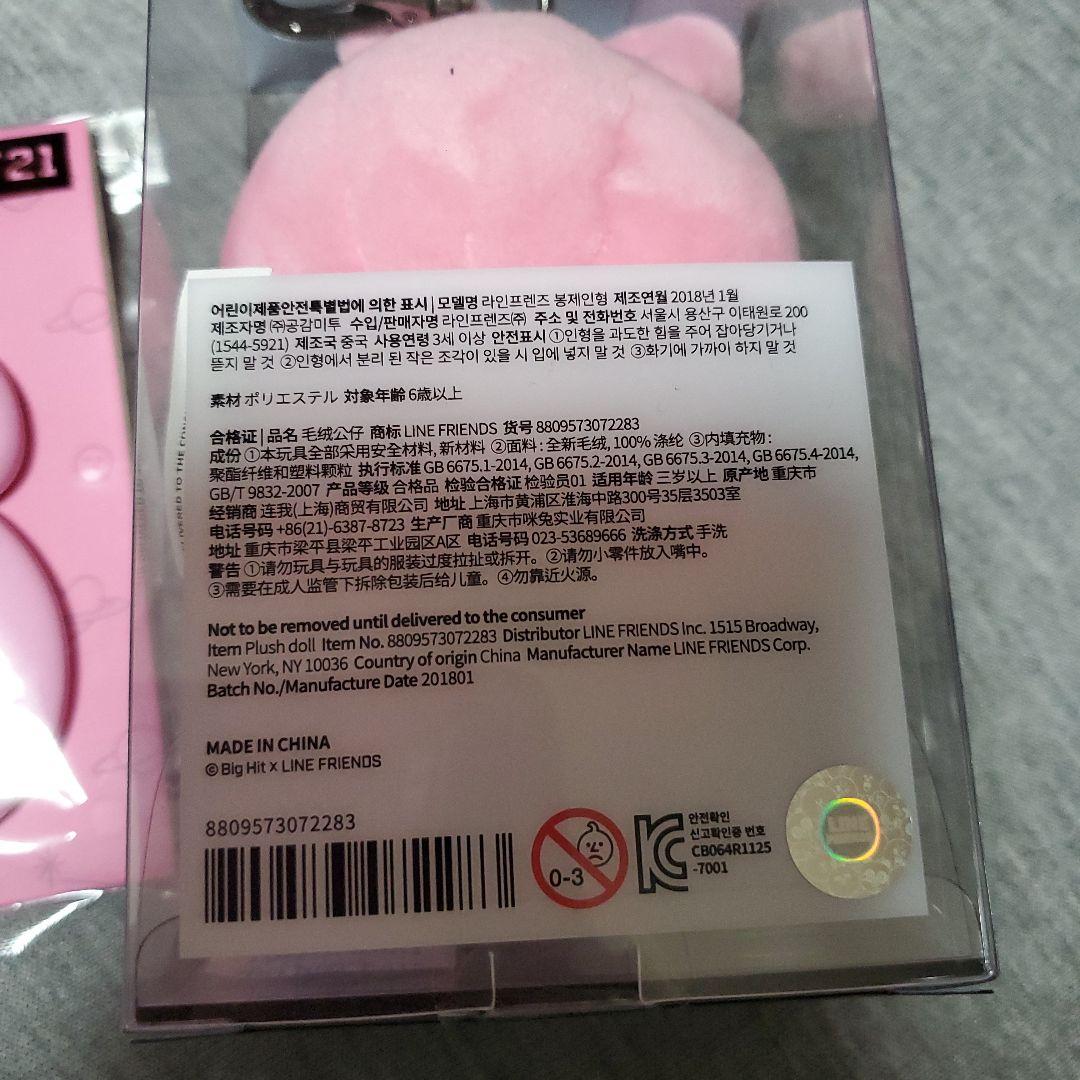 21
어린이제품안전특별법에 의한 표시 | 모델명 라인프렌즈 봉제인형 제조연월 2018년 1월
제조자명 ㈜공감미투 수입/판매자명 라인프렌즈㈜ 주소 및 전화번호 서울시 용산구 이태원로 200
(1544-5921) 제조국 중국 사용연령 3세 이상 안전표시 ①인형을 과도한 힘을 주어 잡아당기거나
뜯지 말 것 ②인형에서 분리 된 작은 조각이 있을 시 입에 넣지 말 것 ③화기에 가까이 하지 말 것
素材 ポリエステル 対象年齢 6歳以上
合格证 | 品名 毛绒公仔 商标 LINE FRIENDS 货号 8809573072283
成份 ①本玩具全部采用安全材料, 新材料 ②面料 : 全新毛绒, 100% 涤纶 ③内填充物 :
聚酯纤维和塑料颗粒 执行标准 GB 6675.1-2014, GB 6675.2-2014, GB 6675.3-2014, GB 6675.4-2014,
GB/T 9832-2007 产品等级 合格品 检验合格证 检验员01 适用年龄 三岁以上 原产地 重庆市
经销商 连我(上海)商贸有限公司 地址 上海市黄浦区淮海中路300号35层3503室
电话号码 +86(21)-6387-8723 生产厂商 重庆市咪兔实业有限公司
地址 重庆市梁平县梁平工业园区A区 电话号码 023-53689666 洗涤方式 手洗
警告 ①请勿玩具与玩具的服装过度拉扯或拆开。②请勿小零件放入嘴中。
③需要在成人监管下拆除包装后给儿童。④勿靠近火源。
Not to be removed until delivered to the consumer
Item Plush doll Item No. 8809573072283 Distributor LINE FRIENDS Inc. 1515 Broadway,
New York, NY 10036 Country of origin China Manufacturer Name LINE FRIENDS Corp.
Batch No./Manufacture Date 201801
MADE IN CHINA
© Big Hit x LINE FRIENDS
8809573072283
0-3
안전확인
신고확인증 번호
CB064R1125
-7001
LINE